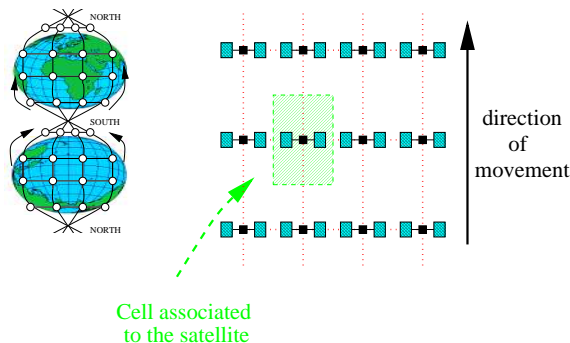 NORTH
SOUTH
NORTH
direction
of
movement
Cell associated
to the satellite